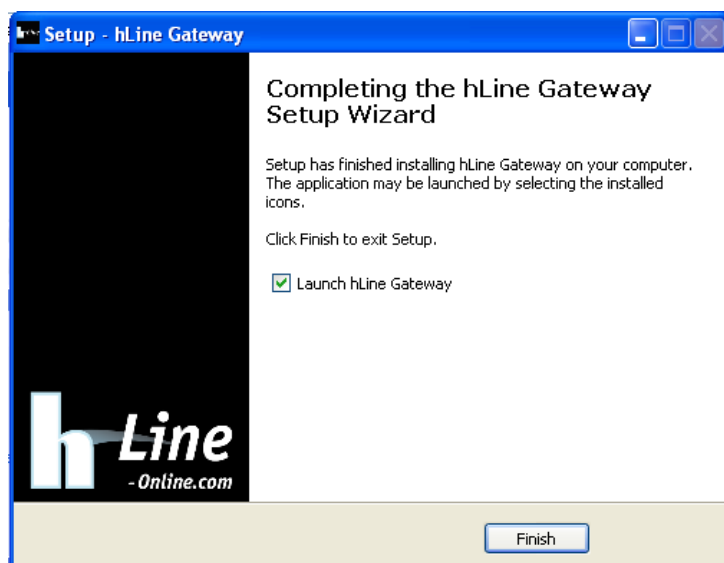 Setup - hLine Gateway
Completing the hLine Gateway
Setup Wizard
Setup has finished installing hLine Gateway on your computer.
The application may be launched by selecting the installed
icons.
Click Finish to exit Setup.
Launch hLine Gateway
h Line
- Online.com
Finish